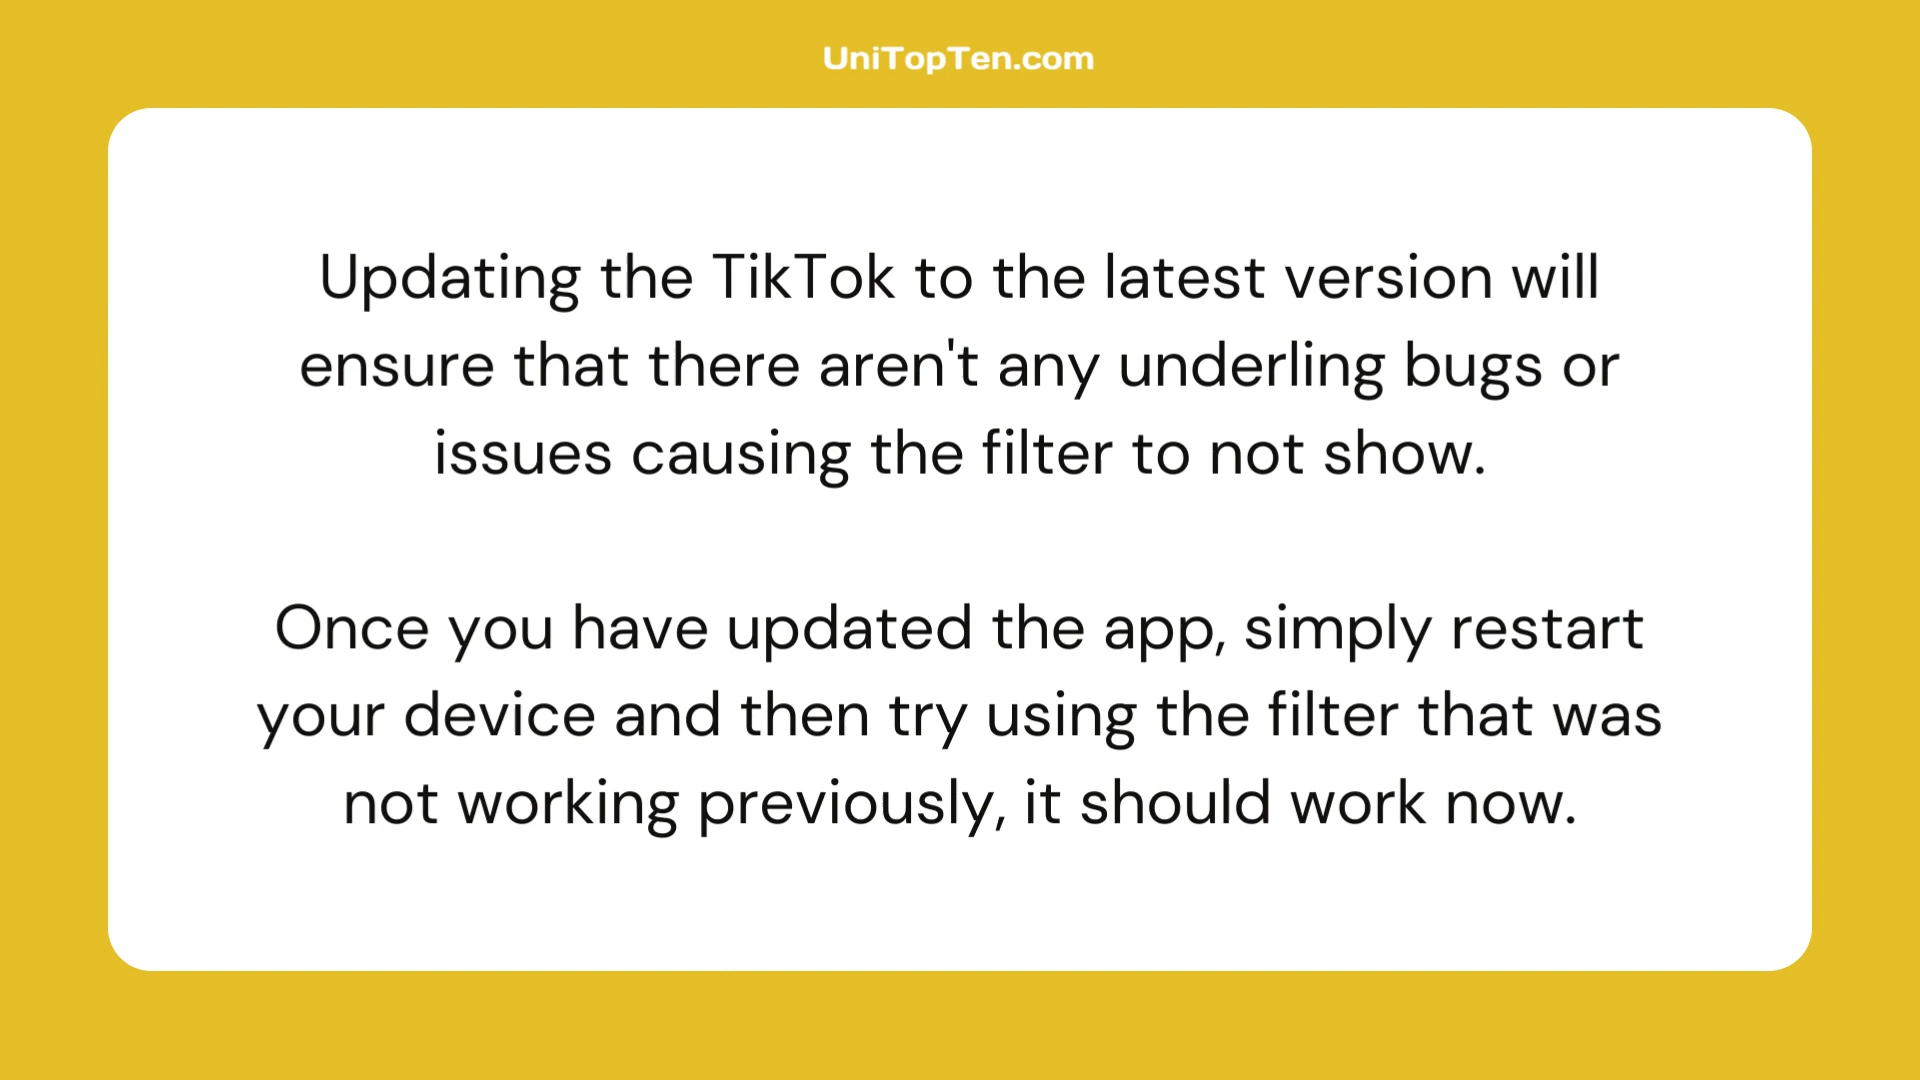 UniTopTen.com
Updating the TikTok to the latest version will
ensure that there aren't any underling bugs or
issues causing the filter to not show.
Once you have updated the app, simply restart
your device and then try using the filter that was
not working previously, it should work now.